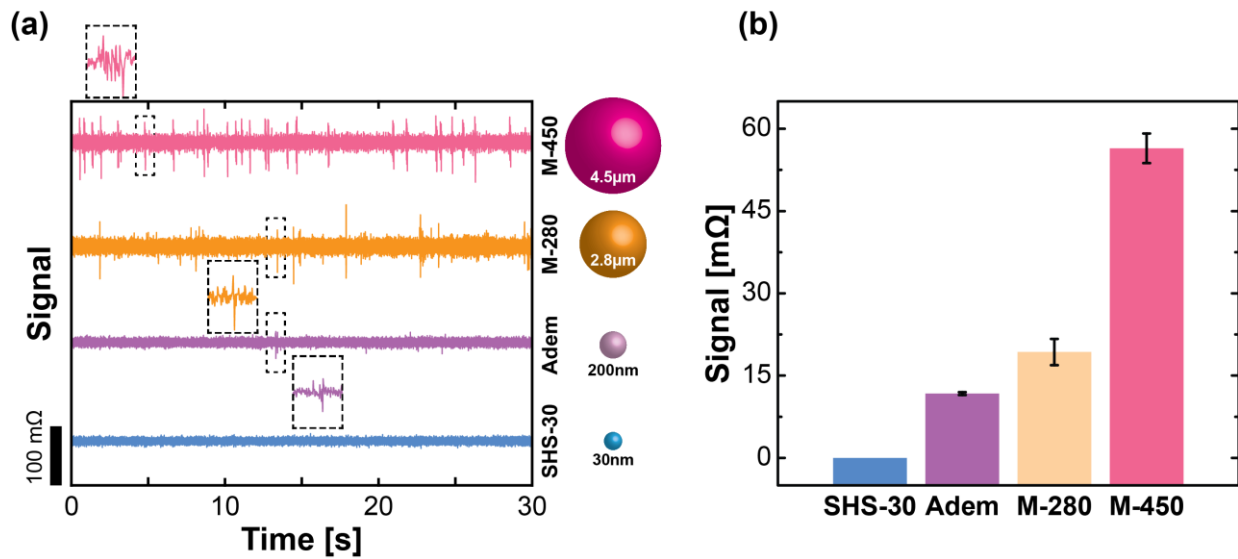 (a)
Signal
100 mΩ
M-450
M-280
Adem
SHS-30
4.5µm
2.8µm
200nm
30nm
0
10
20
30
Time [s]
(b)
Signal [mΩ]
60
45
30
15
0
SHS-30 Adem M-280 M-450